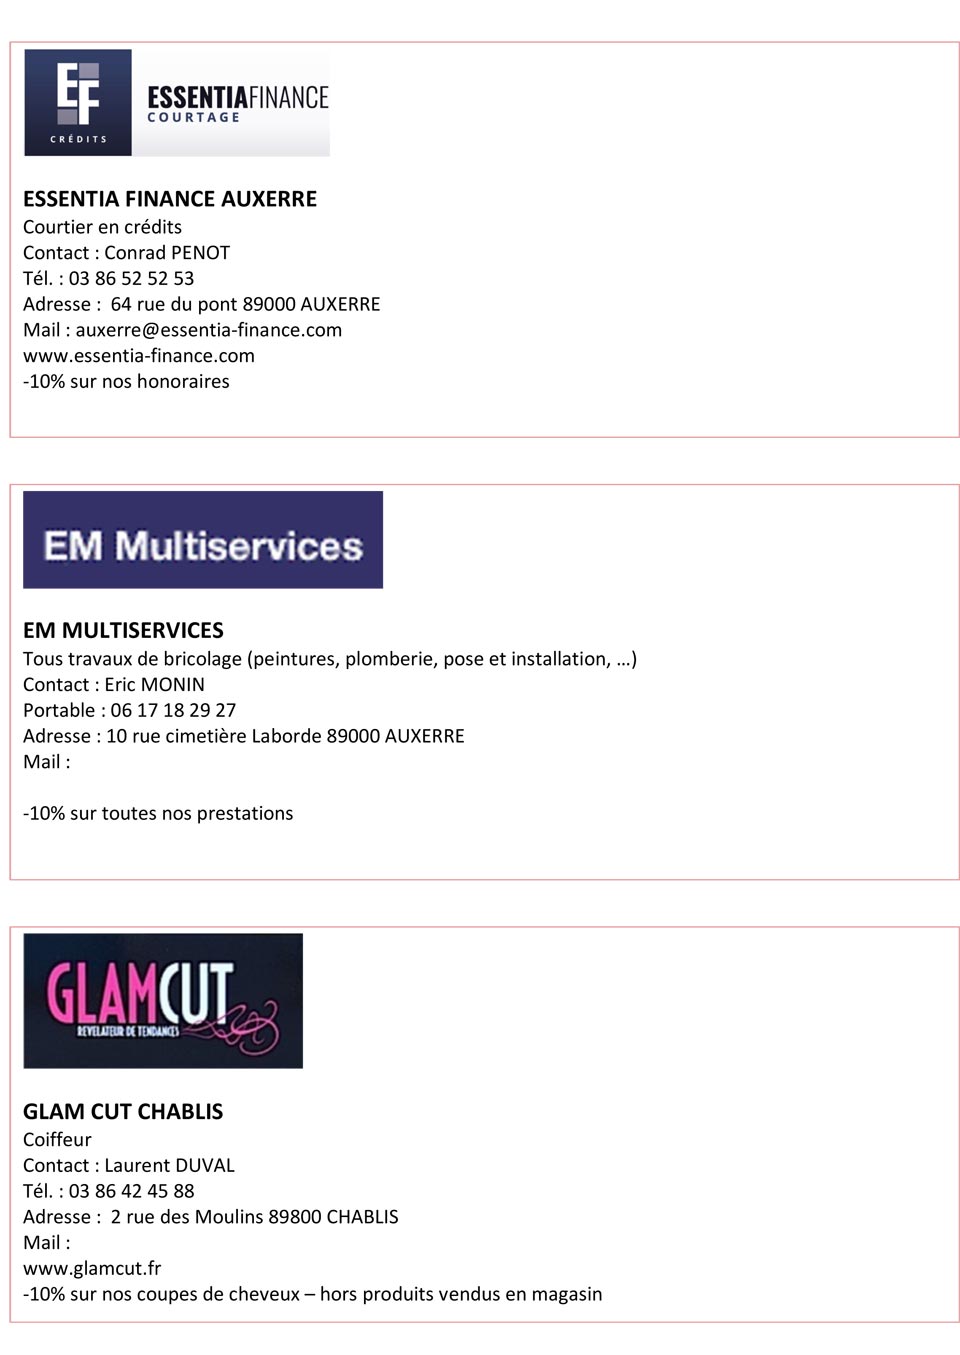 EF
CRÉDITS
ESSENTIAFINANCE
COURTAGE
ESSENTIA FINANCE AUXERRE
Courtier en crédits
Contact : Conrad PENOT
Tél. : 03 86 52 52 53
Adresse :  64 rue du pont 89000 AUXERRE
Mail : auxerre@essentia-finance.com
www.essentia-finance.com
-10% sur nos honoraires
EM Multiservices
EM MULTISERVICES
Tous travaux de bricolage (peintures, plomberie, pose et installation, …)
Contact : Eric MONIN
Portable : 06 17 18 29 27
Adresse : 10 rue cimetière Laborde 89000 AUXERRE
Mail :
-10% sur toutes nos prestations
GLAMCUT
REVELATEUR DE TENDANCES
GLAM CUT CHABLIS
Coiffeur
Contact : Laurent DUVAL
Tél. : 03 86 42 45 88
Adresse :  2 rue des Moulins 89800 CHABLIS
Mail :
www.glamcut.fr
-10% sur nos coupes de cheveux – hors produits vendus en magasin